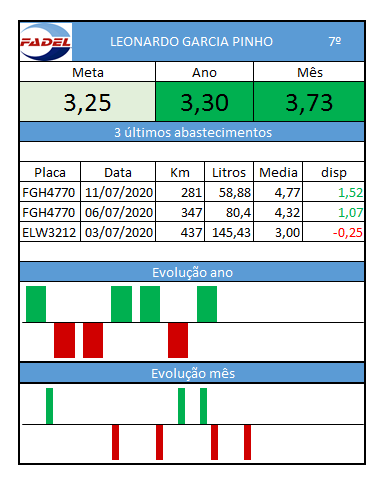 FADEL
LEONARDO GARCIA PINHO 7º
Meta Ano Mês
3,25 3,30 3,73
3 últimos abastecimentos
Placa Data Km Litros Media disp
FGH4770 11/07/2020 281 58,88 4,77 1,52
FGH4770 06/07/2020 347 80,4 4,32 1,07
ELW3212 03/07/2020 437 145,43 3,00 -0,25
Evolução ano
Evolução mês